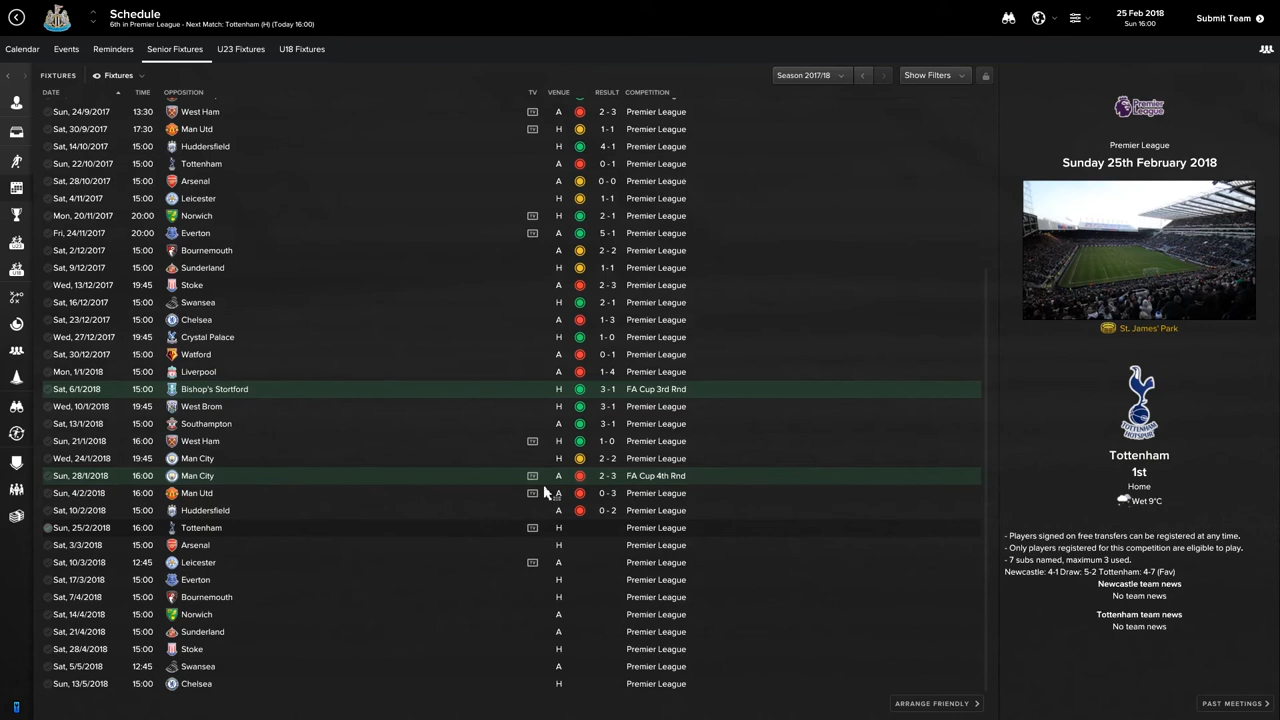 Schedule
6th in Premier League - Next Match: Tottenham (H) (Today 16:00)
25 Feb 2018
Sun 16:00
Submit Team
Calendar Events Reminders Senior Fixtures U23 Fixtures U18 Fixtures
FIXTURES Fixtures Season 2017/18 Show Filters
DATE TIME OPPOSITION TV VENUE RESULT COMPETITION
Sun, 24/9/2017 13:30 West Ham TV A 2 - 3 Premier League
Sat, 30/9/2017 17:30 Man Utd TV H 1 - 1 Premier League
Sat, 14/10/2017 15:00 Huddersfield H 4 - 1 Premier League
Sun, 22/10/2017 15:00 Tottenham A 0 - 1 Premier League
Sat, 28/10/2017 15:00 Arsenal A 0 - 0 Premier League
Sat, 4/11/2017 15:00 Leicester H 1 - 1 Premier League
Mon, 20/11/2017 20:00 Norwich TV H 2 - 1 Premier League
Fri, 24/11/2017 20:00 Everton TV A 5 - 1 Premier League
Sat, 2/12/2017 15:00 Bournemouth A 2 - 2 Premier League
Sat, 9/12/2017 15:00 Sunderland H 1 - 1 Premier League
Wed, 13/12/2017 19:45 Stoke A 2 - 3 Premier League
Sat, 16/12/2017 15:00 Swansea H 2 - 1 Premier League
Sat, 23/12/2017 15:00 Chelsea A 1 - 3 Premier League
Wed, 27/12/2017 19:45 Crystal Palace H 1 - 0 Premier League
Sat, 30/12/2017 15:00 Watford A 0 - 1 Premier League
Mon, 1/1/2018 15:00 Liverpool A 1 - 4 Premier League
Sat, 6/1/2018 15:00 Bishop's Stortford H 3 - 1 FA Cup 3rd Rnd
Wed, 10/1/2018 19:45 West Brom H 3 - 1 Premier League
Sat, 13/1/2018 15:00 Southampton A 3 - 1 Premier League
Sun, 21/1/2018 16:00 West Ham TV H 1 - 0 Premier League
Wed, 24/1/2018 19:45 Man City H 2 - 2 Premier League
Sun, 28/1/2018 16:00 Man City TV A 2 - 3 FA Cup 4th Rnd
Sun, 4/2/2018 16:00 Man Utd TV A 0 - 3 Premier League
Sat, 10/2/2018 15:00 Huddersfield A 0 - 2 Premier League
Sun, 25/2/2018 16:00 Tottenham TV H Premier League
Sat, 3/3/2018 15:00 Arsenal H Premier League
Sat, 10/3/2018 12:45 Leicester TV A Premier League
Sat, 17/3/2018 15:00 Everton H Premier League
Sat, 7/4/2018 15:00 Bournemouth H Premier League
Sat, 14/4/2018 15:00 Norwich A Premier League
Sat, 21/4/2018 15:00 Sunderland A Premier League
Sat, 28/4/2018 15:00 Stoke H Premier League
Sat, 5/5/2018 12:45 Swansea A Premier League
Sun, 13/5/2018 15:00 Chelsea H Premier League
ARRANGE FRIENDLY
Premier League
Premier League
Sunday 25th February 2018
St. James' Park
TOTTENHAM
HOTSPUR
Tottenham
1st
Home
Wet 9°C
- Players signed on free transfers can be registered at any time.
- Only players registered for this competition are eligible to play.
- 7 subs named, maximum 3 used.
Newcastle: 4-1 Draw: 5-2 Tottenham: 4-7 (Fav)
Newcastle team news
No team news
Tottenham team news
No team news
PAST MEETINGS